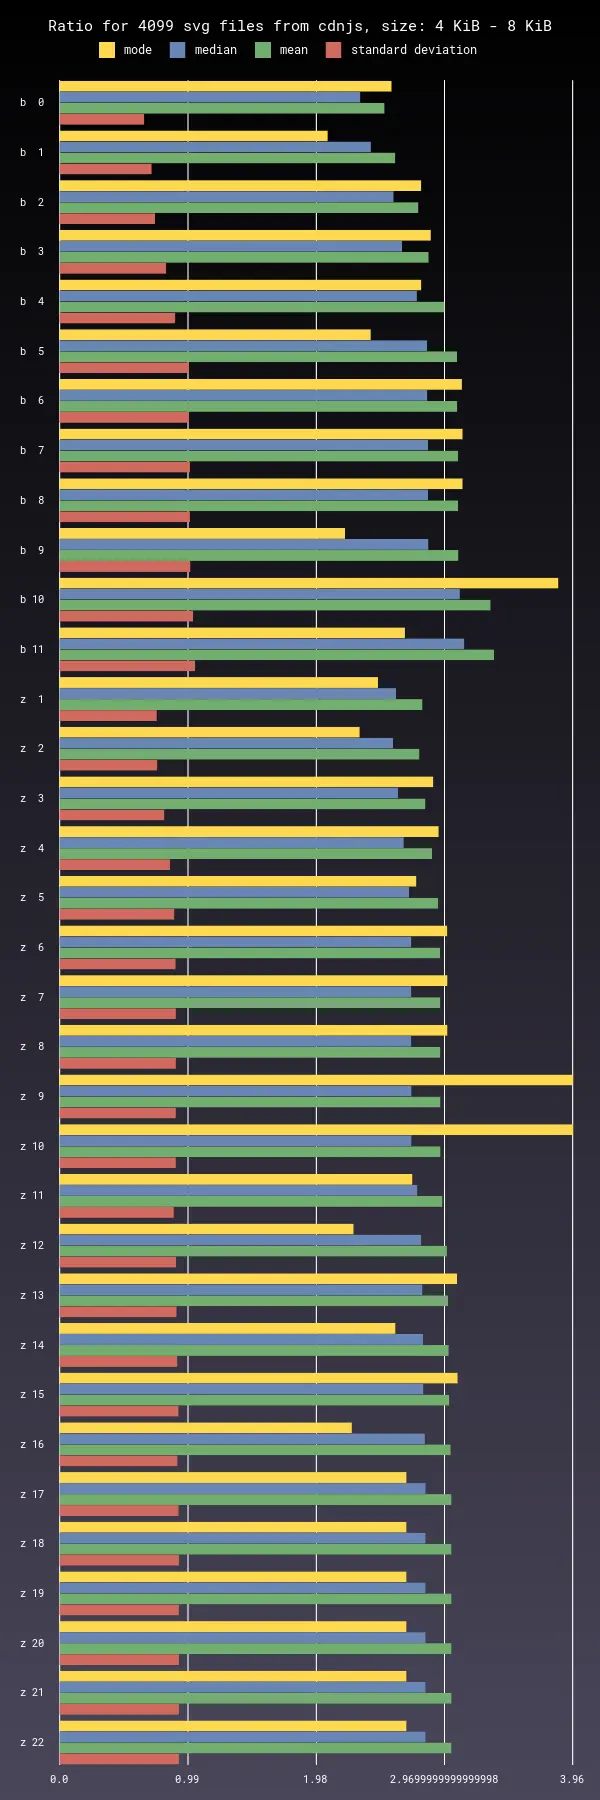 Ratio for 4099 svg files from cdnjs, size: 4 KiB - 8 KiB
mode median mean standard deviation
b 0
b 1
b 2
b 3
b 4
b 5
b 6
b 7
b 8
b 9
b 10
b 11
z 1
z 2
z 3
z 4
z 5
z 6
z 7
z 8
z 9
z 10
z 11
z 12
z 13
z 14
z 15
z 16
z 17
z 18
z 19
z 20
z 21
z 22
0.0 0.99 1.98 2.9699999999999998 3.96